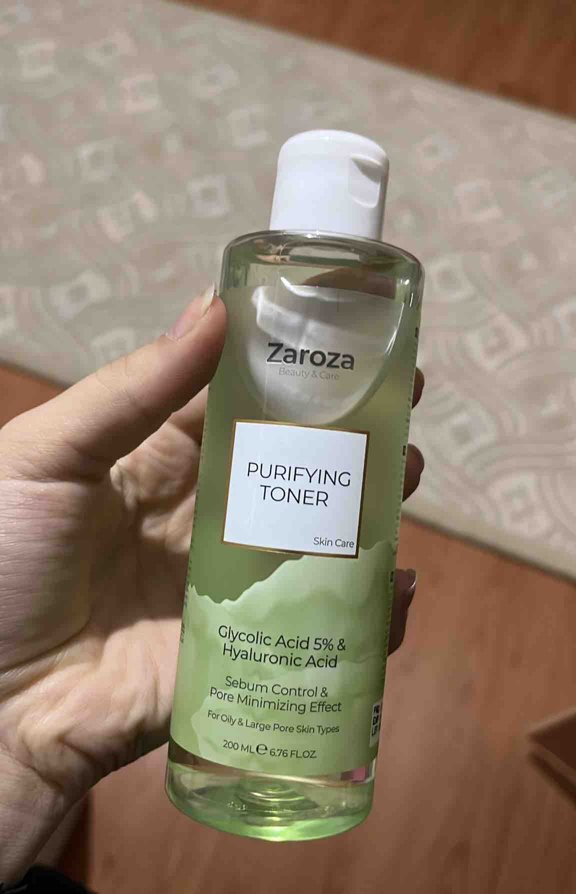 Zaroza
Beauty & Care
PURIFYING
TONER
Skin Care
Glycolic Acid 5% &
Hyaluronic Acid
Sebum Control &
Pore Minimizing Effect
For Oily & Large Pore Skin Types
200 ML ℮ 6.76 FL.OZ.